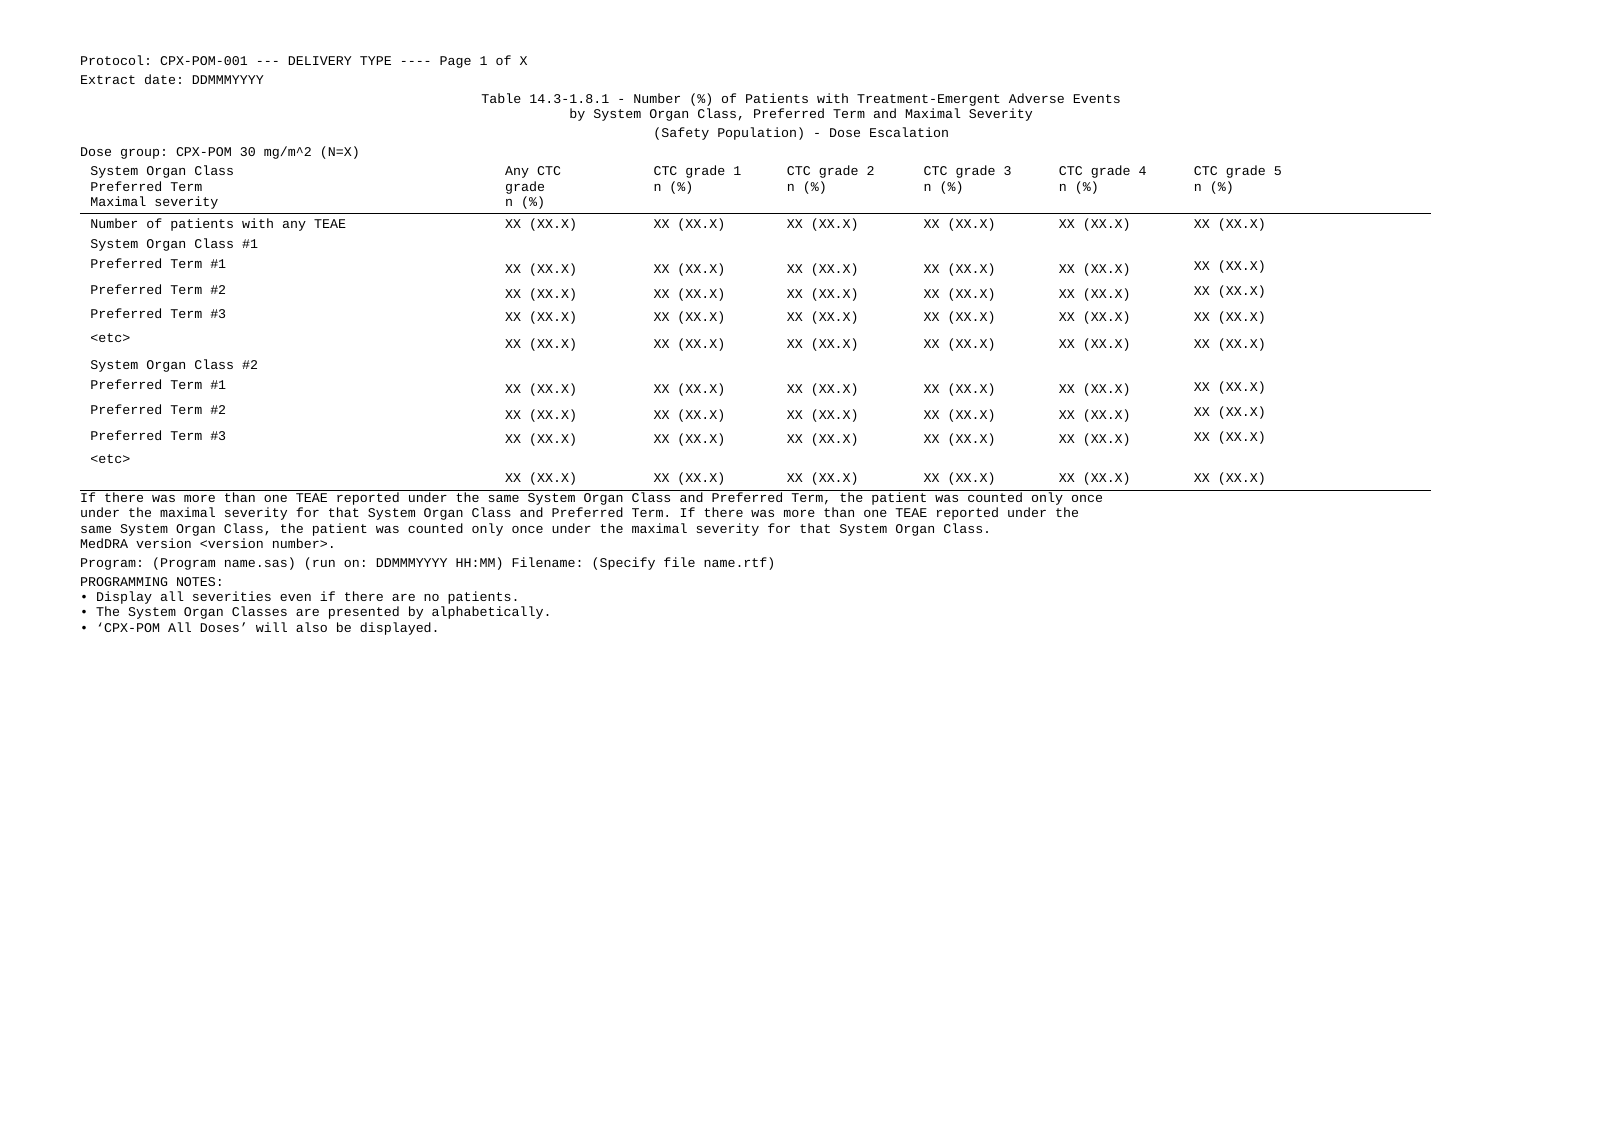 Protocol: CPX-POM-001 --- DELIVERY TYPE ---- Page 1 of X
Extract date: DDMMMYYYY
Table 14.3-1.8.1 - Number (%) of Patients with Treatment-Emergent Adverse Events
by System Organ Class, Preferred Term and Maximal Severity
(Safety Population) - Dose Escalation
Dose group: CPX-POM 30 mg/m^2 (N=X)
System Organ Class Any CTC CTC grade 1 CTC grade 2 CTC grade 3 CTC grade 4 CTC grade 5
Preferred Term grade n (%) n (%) n (%) n (%) n (%)
Maximal severity n (%)
Number of patients with any TEAE XX (XX.X) XX (XX.X) XX (XX.X) XX (XX.X) XX (XX.X) XX (XX.X)
System Organ Class #1
Preferred Term #1 XX (XX.X) XX (XX.X) XX (XX.X) XX (XX.X) XX (XX.X) XX (XX.X)
Preferred Term #2 XX (XX.X) XX (XX.X) XX (XX.X) XX (XX.X) XX (XX.X) XX (XX.X)
Preferred Term #3 XX (XX.X) XX (XX.X) XX (XX.X) XX (XX.X) XX (XX.X) XX (XX.X)
<etc> XX (XX.X) XX (XX.X) XX (XX.X) XX (XX.X) XX (XX.X) XX (XX.X)
System Organ Class #2
Preferred Term #1 XX (XX.X) XX (XX.X) XX (XX.X) XX (XX.X) XX (XX.X) XX (XX.X)
Preferred Term #2 XX (XX.X) XX (XX.X) XX (XX.X) XX (XX.X) XX (XX.X) XX (XX.X)
Preferred Term #3 XX (XX.X) XX (XX.X) XX (XX.X) XX (XX.X) XX (XX.X) XX (XX.X)
<etc>
XX (XX.X) XX (XX.X) XX (XX.X) XX (XX.X) XX (XX.X) XX (XX.X)
If there was more than one TEAE reported under the same System Organ Class and Preferred Term, the patient was counted only once
under the maximal severity for that System Organ Class and Preferred Term. If there was more than one TEAE reported under the
same System Organ Class, the patient was counted only once under the maximal severity for that System Organ Class.
MedDRA version <version number>.
Program: (Program name.sas) (run on: DDMMMYYYY HH:MM) Filename: (Specify file name.rtf)
PROGRAMMING NOTES:
• Display all severities even if there are no patients.
• The System Organ Classes are presented by alphabetically.
• ‘CPX-POM All Doses’ will also be displayed.